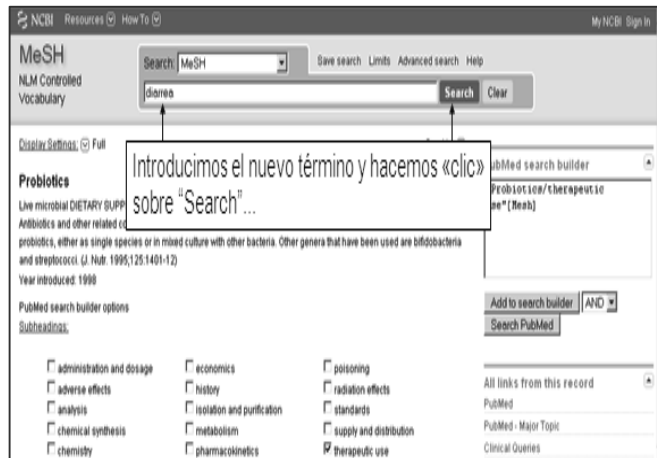 NCBI Resources How To My NCBI Sign In
MeSH
NLM Controlled
Vocabulary
Search: MeSH
Save search Limits Advanced search Help
diarrea
Search Clear
Display Settings: Full
Introducimos el nuevo término y hacemos «clic»
sobre "Search"...
Probiotics
Live microbial DIETARY SUPP
Antibiotics and other related co
probiotics, either as single species or in mixed culture with other bacteria. Other genera that have been used are bifidobacteria
and streptococci. (J. Nutr. 1995;125:1401-12)
Year introduced: 1998
PubMed search builder options
Subheadings:
administration and dosage
adverse effects
analysis
chemical synthesis
chemistry
economics
history
isolation and purification
metabolism
pharmacokinetics
poisoning
radiation effects
standards
supply and distribution
therapeutic use
ubMed search builder
Probiotics/therapeutic
se"[Mesh]
Add to search builder AND
Search PubMed
All links from this record
PubMed
PubMed - Major Topic
Clinical Queries